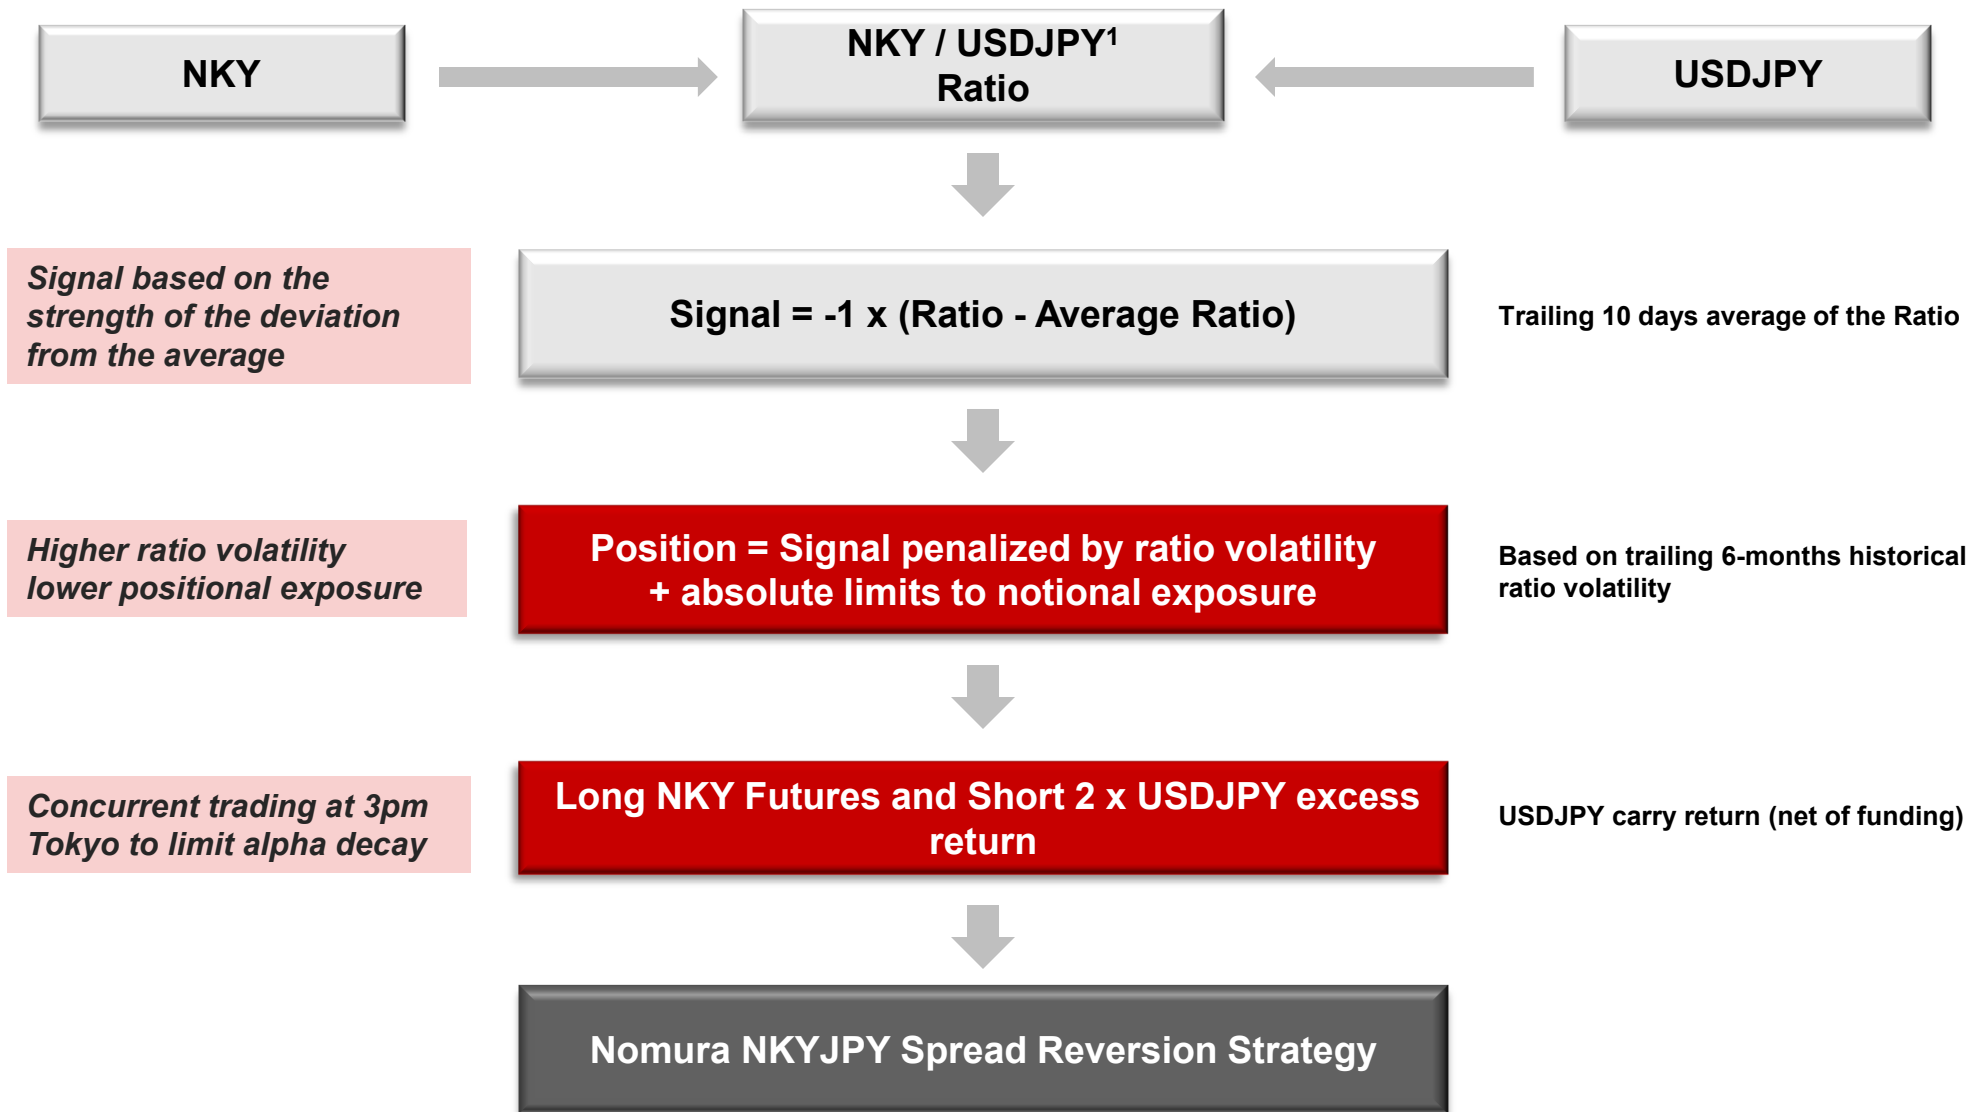 NKY
NKY / USDJPY¹
Ratio
USDJPY
Signal based on the
strength of the deviation
from the average
Signal = -1 x (Ratio - Average Ratio)
Trailing 10 days average of the Ratio
Higher ratio volatility
lower positional exposure
Position = Signal penalized by ratio volatility
+ absolute limits to notional exposure
Based on trailing 6-months historical
ratio volatility
Concurrent trading at 3pm
Tokyo to limit alpha decay
Long NKY Futures and Short 2 x USDJPY excess
return
USDJPY carry return (net of funding)
Nomura NKYJPY Spread Reversion Strategy